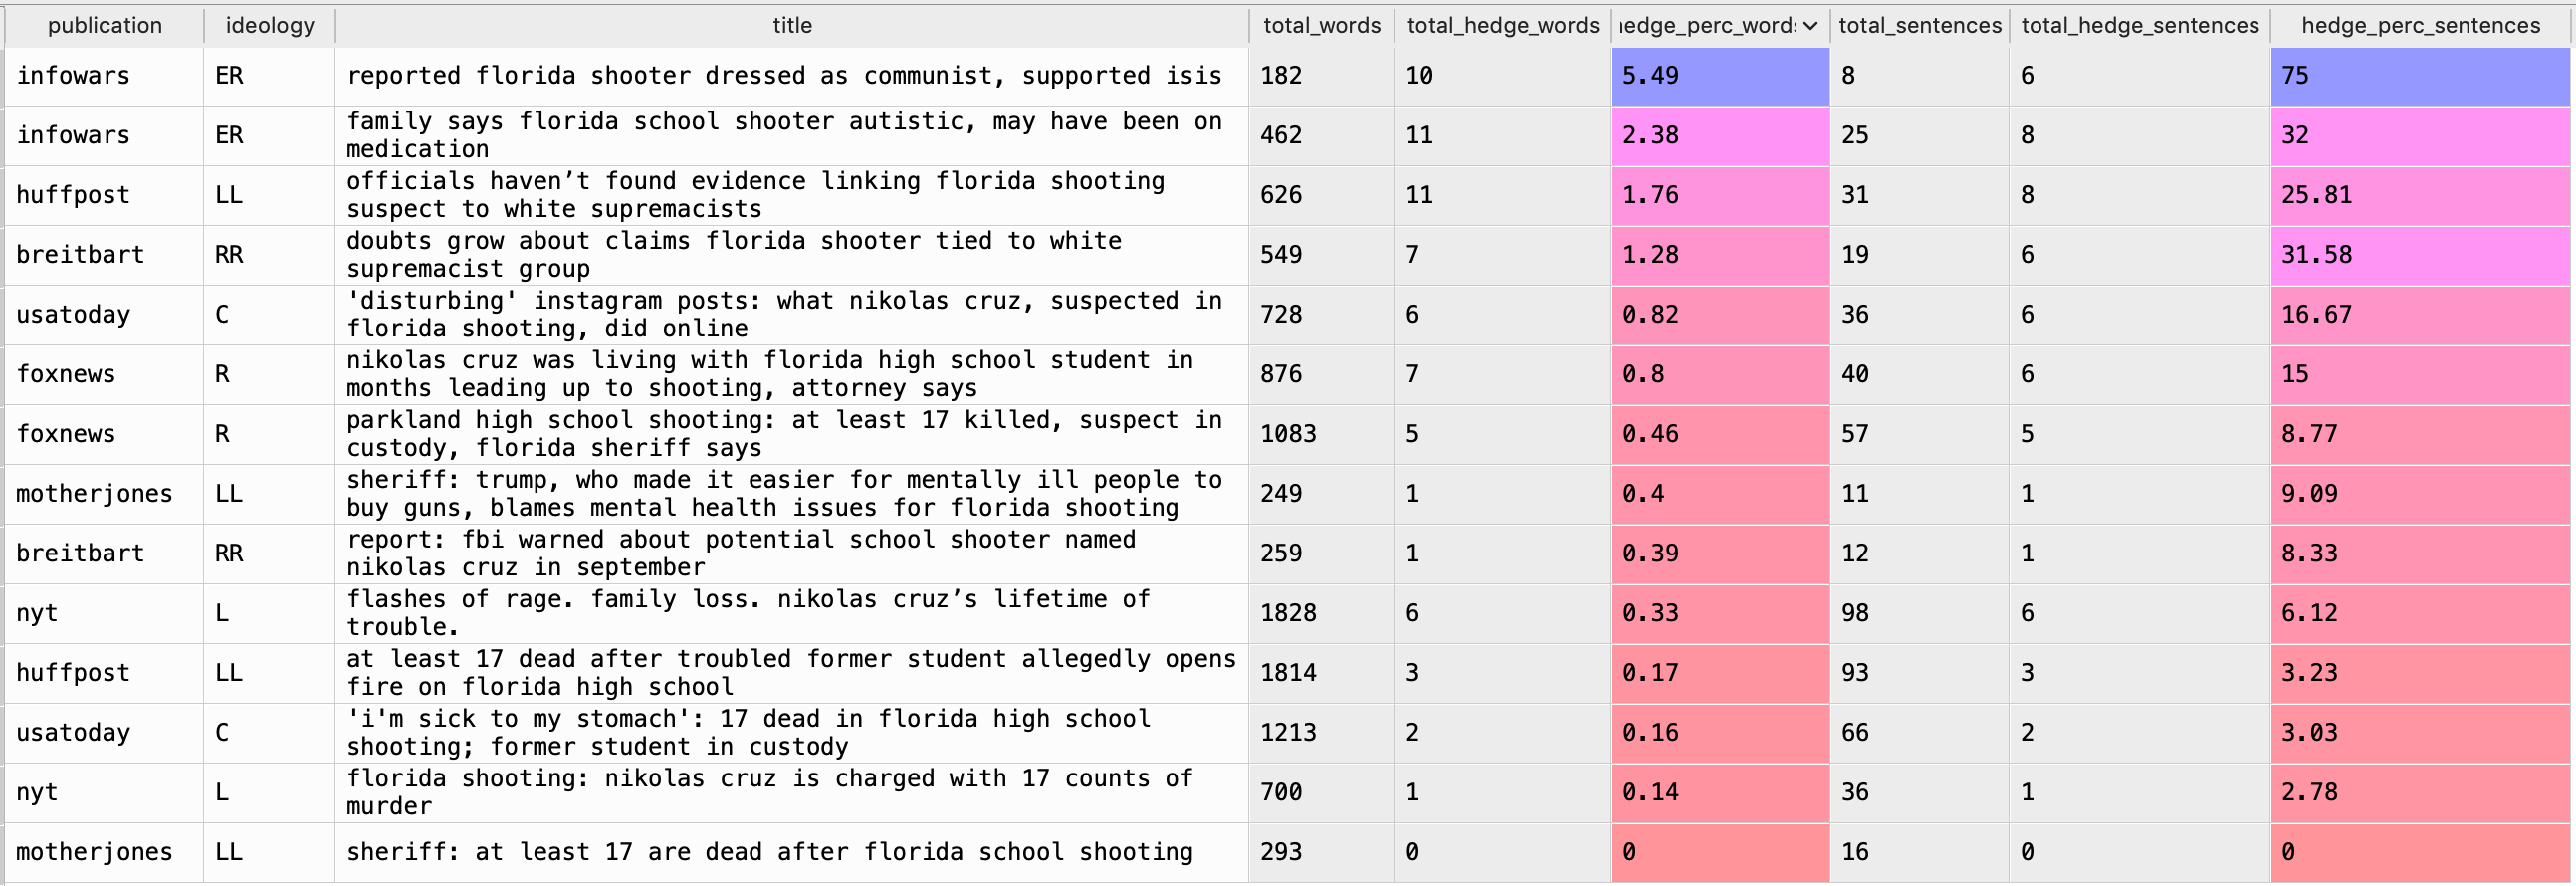 publication ideology title total_words total_hedge_words hedge_perc_words total_sentences total_hedge_sentences hedge_perc_sentences
infowars ER reported florida shooter dressed as communist, supported isis 182 10 5.49 8 6 75
infowars ER family says florida school shooter autistic, may have been on
medication 462 11 2.38 25 8 32
huffpost LL officials haven’t found evidence linking florida shooting
suspect to white supremacists 626 11 1.76 31 8 25.81
breitbart RR doubts grow about claims florida shooter tied to white
supremacist group 549 7 1.28 19 6 31.58
usatoday C 'disturbing' instagram posts: what nikolas cruz, suspected in
florida shooting, did online 728 6 0.82 36 6 16.67
foxnews R nikolas cruz was living with florida high school student in
months leading up to shooting, attorney says 876 7 0.8 40 6 15
foxnews R parkland high school shooting: at least 17 killed, suspect in
custody, florida sheriff says 1083 5 0.46 57 5 8.77
motherjones LL sheriff: trump, who made it easier for mentally ill people to
buy guns, blames mental health issues for florida shooting 249 1 0.4 11 1 9.09
breitbart RR report: fbi warned about potential school shooter named
nikolas cruz in september 259 1 0.39 12 1 8.33
nyt L flashes of rage. family loss. nikolas cruz’s lifetime of
trouble. 1828 6 0.33 98 6 6.12
huffpost LL at least 17 dead after troubled former student allegedly opens
fire on florida high school 1814 3 0.17 93 3 3.23
usatoday C 'i'm sick to my stomach': 17 dead in florida high school
shooting; former student in custody 1213 2 0.16 66 2 3.03
nyt L florida shooting: nikolas cruz is charged with 17 counts of
murder 700 1 0.14 36 1 2.78
motherjones LL sheriff: at least 17 are dead after florida school shooting 293 0 0 16 0 0